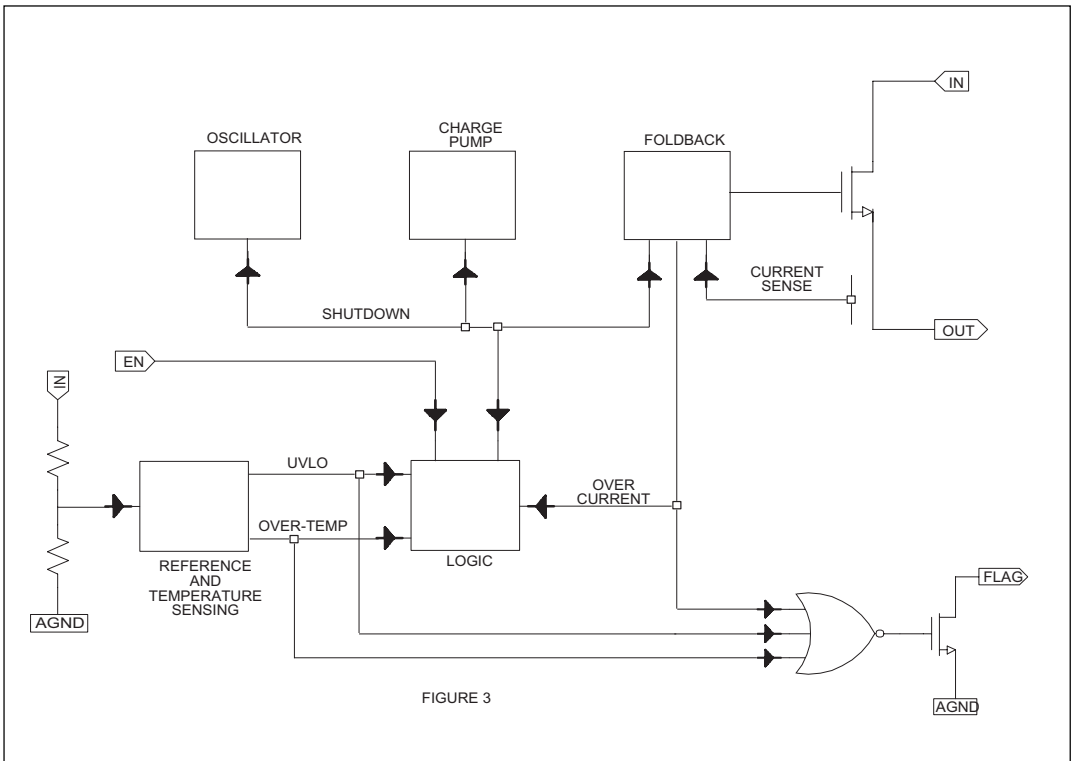 IN
OSCILLATOR
CHARGE
PUMP
FOLDBACK
CURRENT
SENSE
SHUTDOWN
OUT
EN
IN
UVLO
OVER
CURRENT
OVER-TEMP
LOGIC
REFERENCE
AND
TEMPERATURE
SENSING
FLAG
AGND
FIGURE 3
AGND